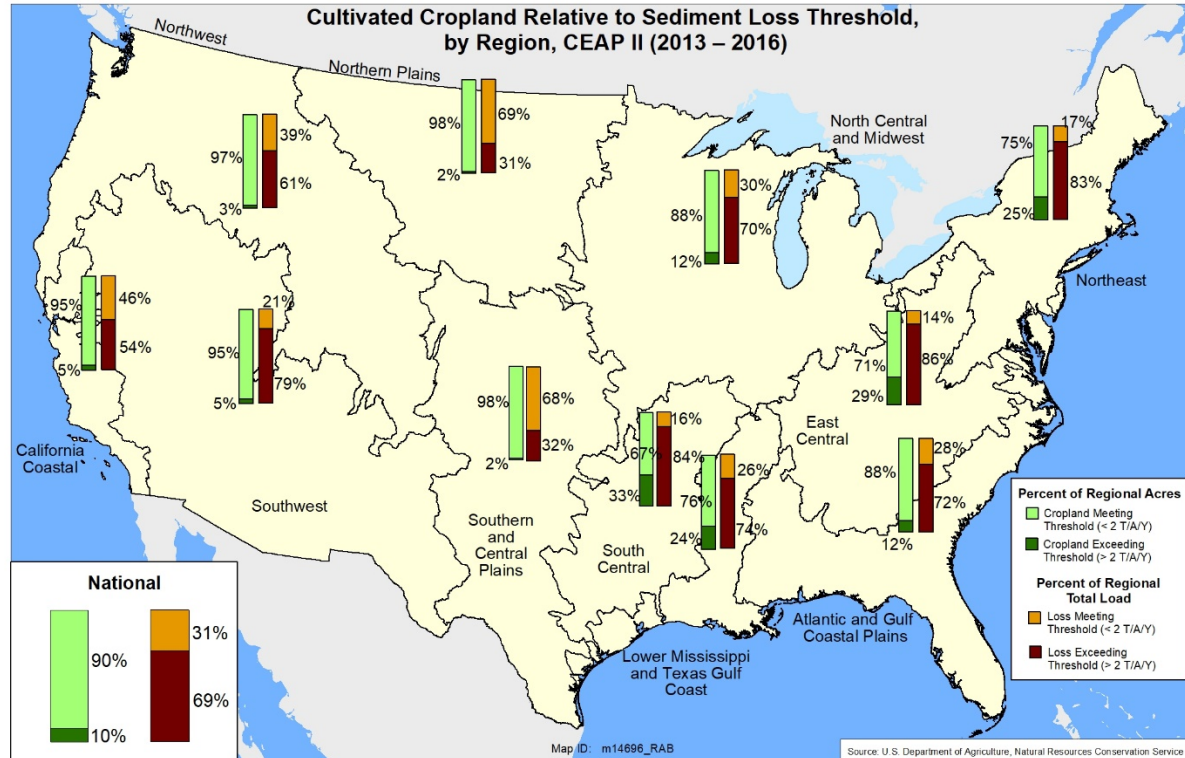 Cultivated Cropland Relative to Sediment Loss Threshold,
by Region, CEAP II (2013 – 2016)
Northwest
Northern Plains
North Central
and Midwest
Northeast
98%
69%
2%
31%
97%
39%
3%
61%
88%
30%
12%
70%
75%
17%
25%
83%
95%
46%
5%
54%
95%
21%
5%
79%
71%
14%
29%
86%
98%
68%
2%
32%
67%
16%
33%
84%
76%
26%
24%
74%
88%
28%
12%
72%
California
Coastal
Southwest
Southern
and
Central
Plains
South
Central
East
Central
Lower Mississippi
and Texas Gulf
Coast
Atlantic and Gulf
Coastal Plains
Percent of Regional Acres
Cropland Meeting
Threshold (< 2 T/A/Y)
Cropland Exceeding
Threshold (> 2 T/A/Y)
Percent of Regional
Total Load
Loss Meeting
Threshold (< 2 T/A/Y)
Loss Exceeding
Threshold (> 2 T/A/Y)
National
90%
31%
10%
69%
Map ID: m14696_RAB
Source: U.S. Department of Agriculture, Natural Resources Conservation Service